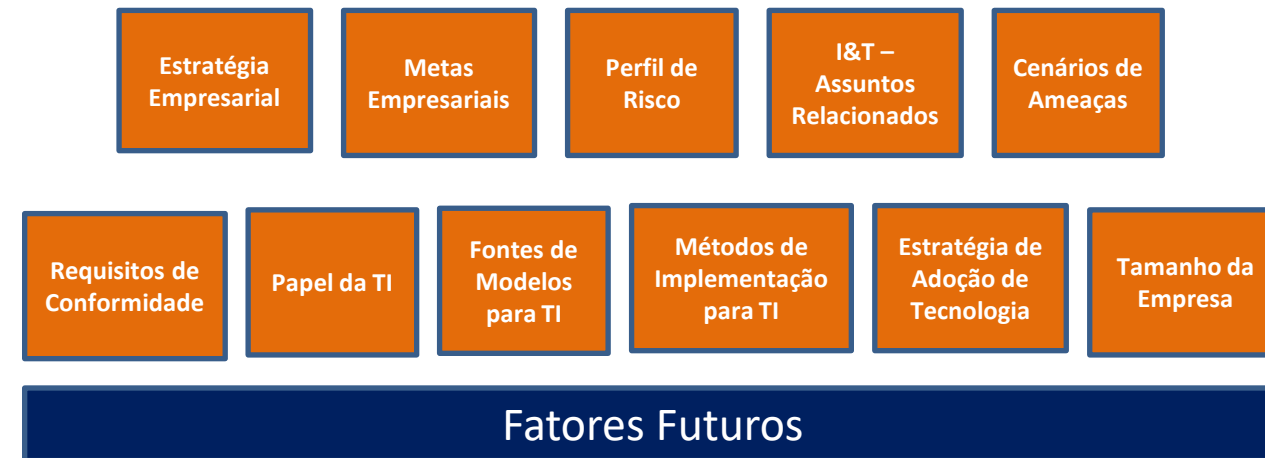 Estratégia
Empresarial
Metas
Empresariais
Perfil de
Risco
I&T –
Assuntos
Relacionados
Cenários de
Ameaças
Requisitos de
Conformidade
Papel da TI
Fontes de
Modelos
para TI
Métodos de
Implementação
para TI
Estratégia de
Adoção de
Tecnologia
Tamanho da
Empresa
Fatores Futuros